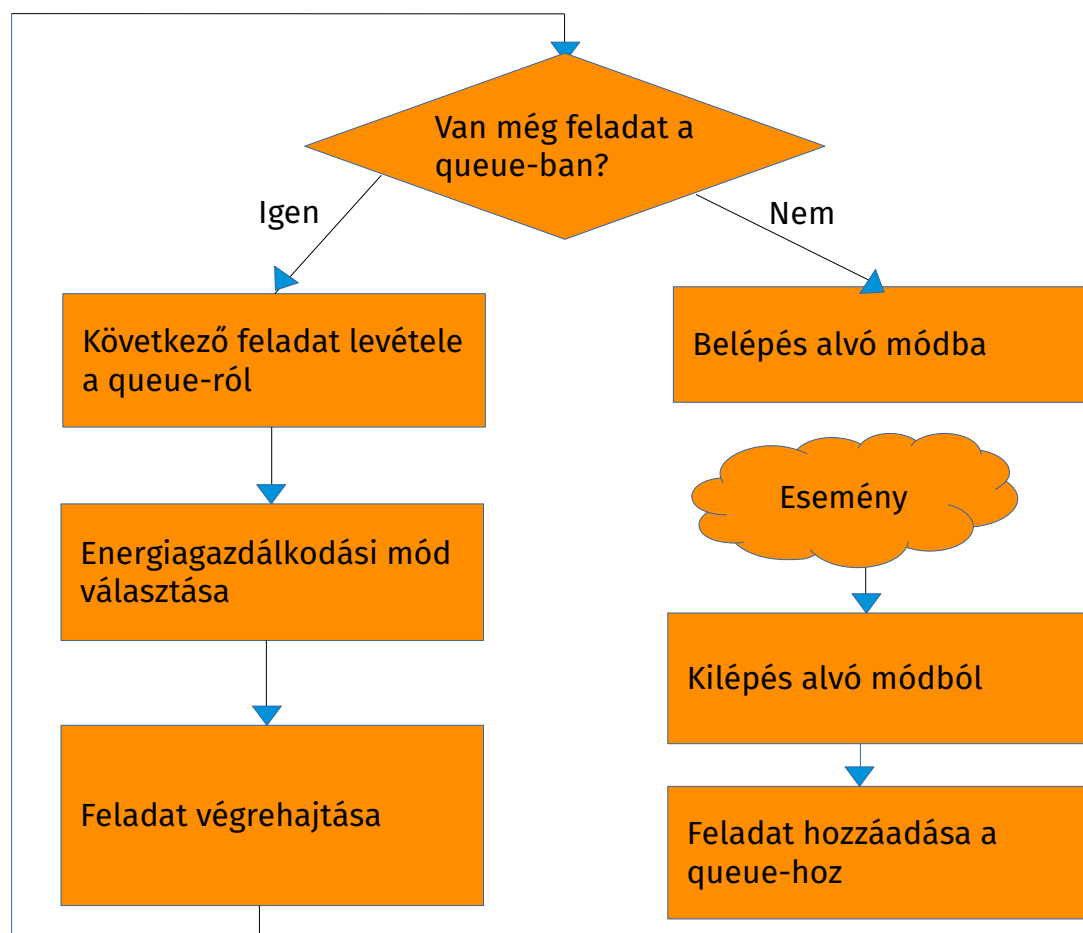 Van még feladat a
queue-ban?
Igen
Nem
Következő feladat levétele
a queue-ról
Belépés alvó módba
Esemény
Energiagazdálkodási mód
választása
Kilépés alvó módból
Feladat végrehajtása
Feladat hozzáadása a
queue-hoz